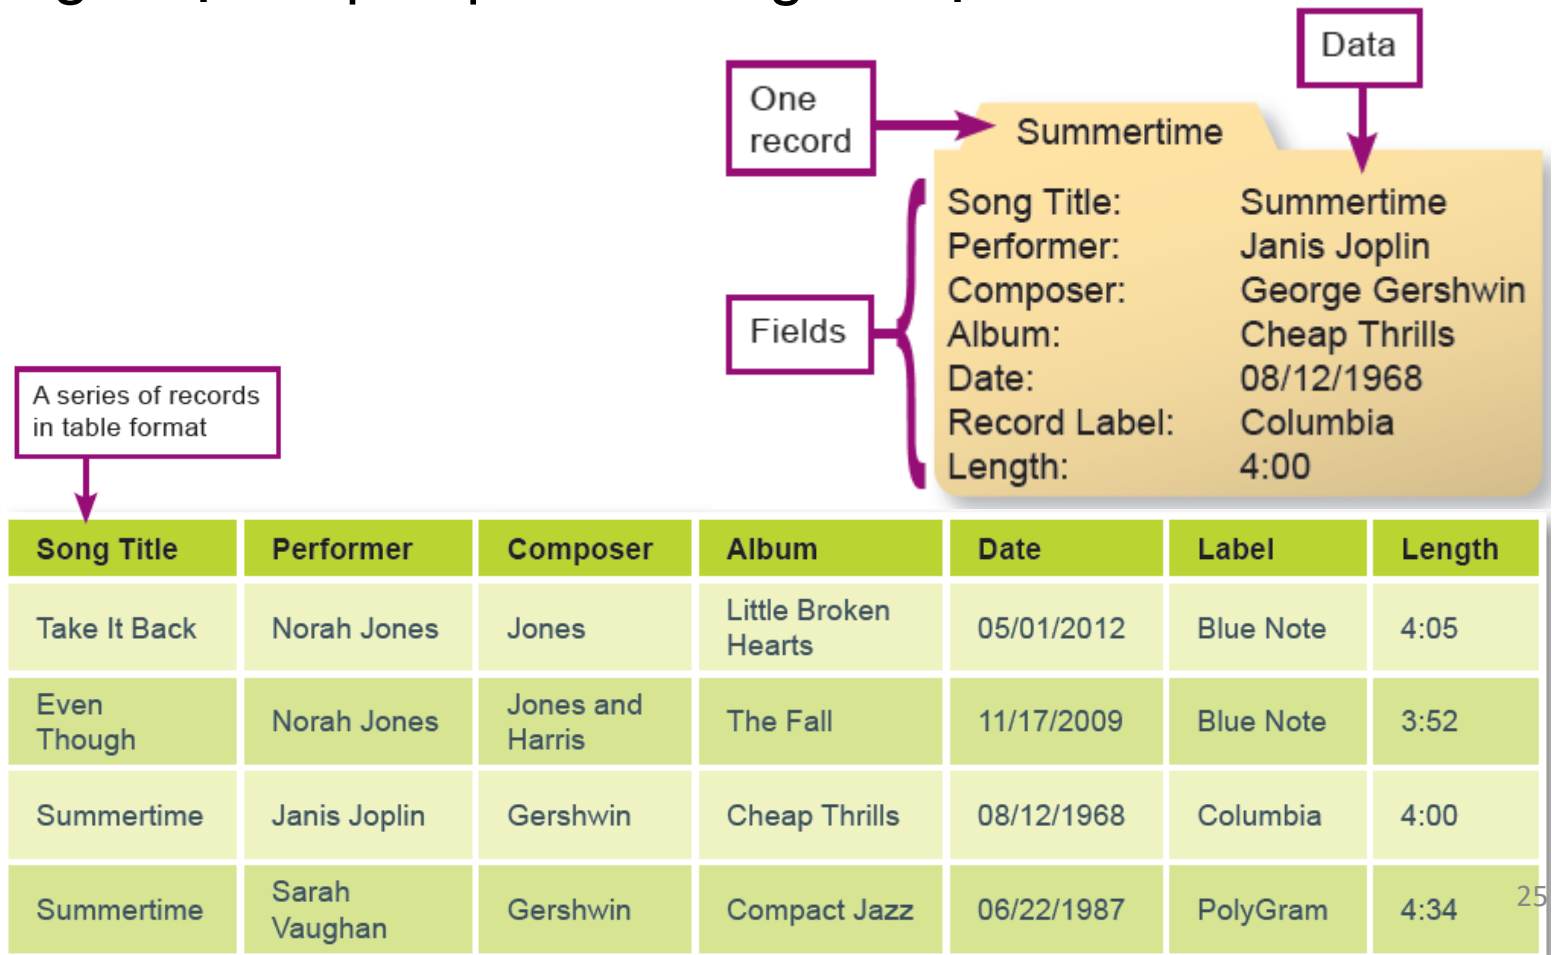 Data
One
record
Summertime
Song Title: Summertime
Performer: Janis Joplin
Composer: George Gershwin
Fields
Album: Cheap Thrills
Date: 08/12/1968
Record Label: Columbia
Length: 4:00
A series of records
in table format
Song Title Performer Composer Album Date Label Length
Take It Back Norah Jones Jones Little Broken
Hearts 05/01/2012 Blue Note 4:05
Even
Though Norah Jones Jones and
Harris The Fall 11/17/2009 Blue Note 3:52
Summertime Janis Joplin Gershwin Cheap Thrills 08/12/1968 Columbia 4:00
Summertime Sarah
Vaughan Gershwin Compact Jazz 06/22/1987 PolyGram 4:34
25